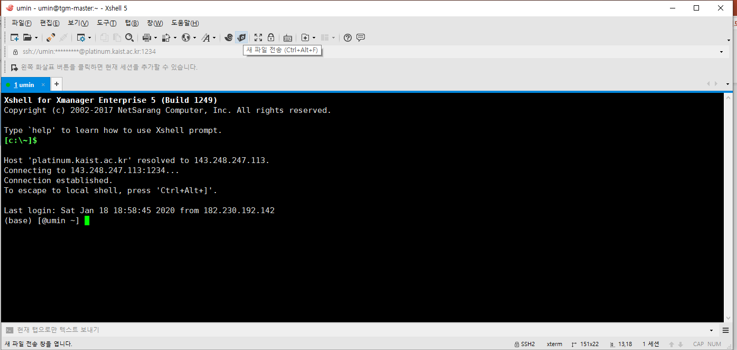 umin - umin@tgm-master:~ - Xshell 5
파일(F) 편집(E) 보기(V) 도구(T) 탭(B) 창(W) 도움말(H)
ssh://umin:*********@platinum.kaist.ac.kr:1234
새 파일 전송 (Ctrl+Alt+F)
왼쪽 화살표 버튼을 클릭하면 현재 세션을 추가할 수 있습니다.
1 umin
Xshell for Xmanager Enterprise 5 (Build 1249)
Copyright (c) 2002-2017 NetSarang Computer, Inc. All rights reserved.
Type `help' to learn how to use Xshell prompt.
[c:\~]$
Host 'platinum.kaist.ac.kr' resolved to 143.248.247.113.
Connecting to 143.248.247.113:1234...
Connection established.
To escape to local shell, press 'Ctrl+Alt+]'.
Last login: Sat Jan 18 18:58:45 2020 from 182.230.192.142
(base) [@umin ~]
현재 탭으로만 텍스트 보내기
새 파일 전송 창을 엽니다. SSH2 xterm 151x22 13,18 1 세션 CAP NUM